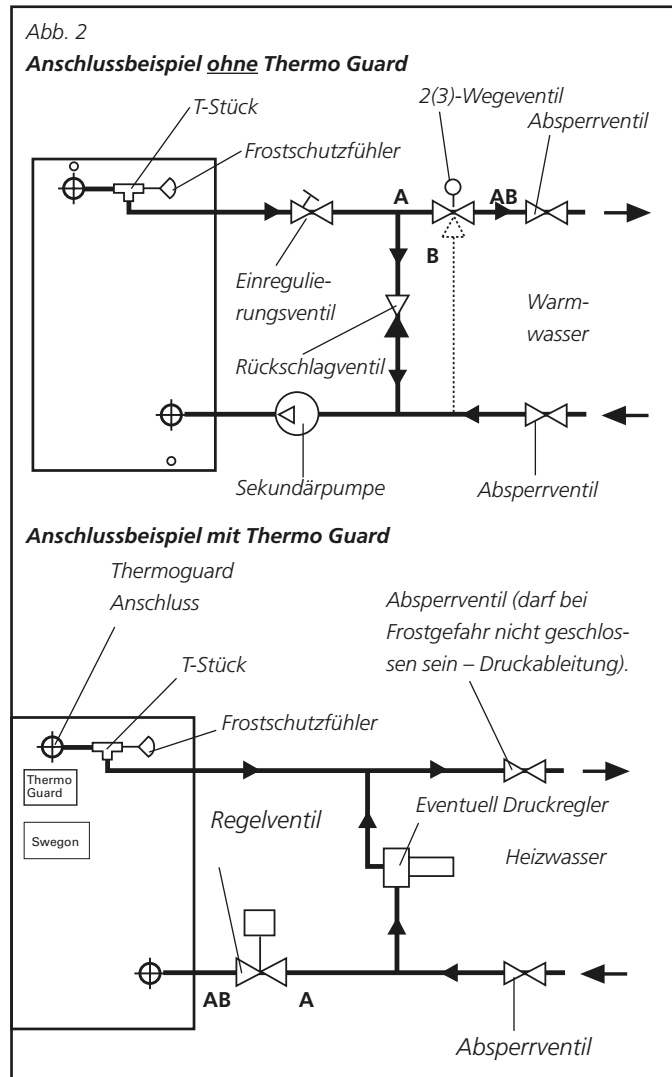 Abb. 2
Anschlussbeispiel ohne Thermo Guard
2(3)-Wegeventil
T-Stück
Absperrventil
Frostschutzfühler
A
AB
B
Einregulie-
rungsventil
Warm-
wasser
Rückschlagventil
Sekundärpumpe
Absperrventil
Anschlussbeispiel mit Thermo Guard
Thermoguard
Anschluss
Absperrventil (darf bei
Frostgefahr nicht geschlos-
sen sein – Druckableitung).
T-Stück
Frostschutzfühler
Thermo
Guard
Swegon
Regelventil
Eventuell Druckregler
Heizwasser
AB
A
Absperrventil